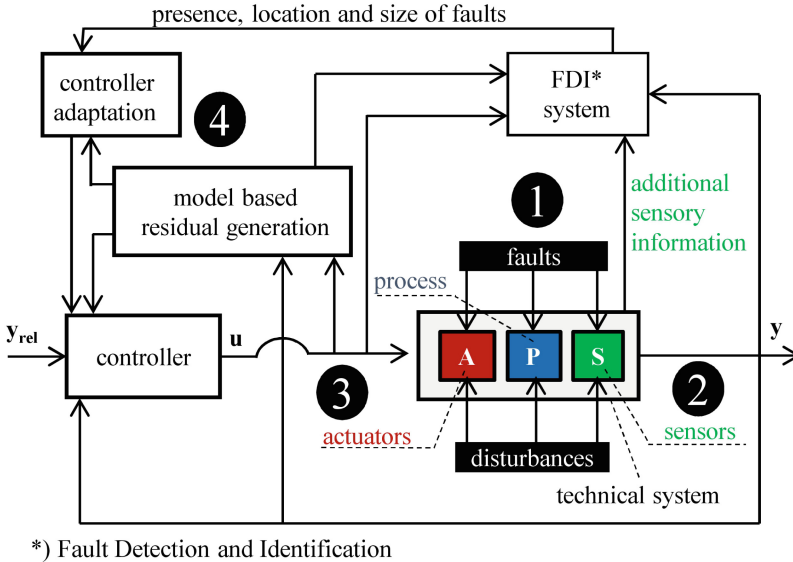 presence, location and size of faults
controller
adaptation
4
FDI*
system
model based
residual generation
1
additional
sensory
information
faults
process
y_rel
controller
u
A
P
S
y
3
2
actuators
sensors
disturbances
technical system
*) Fault Detection and Identification